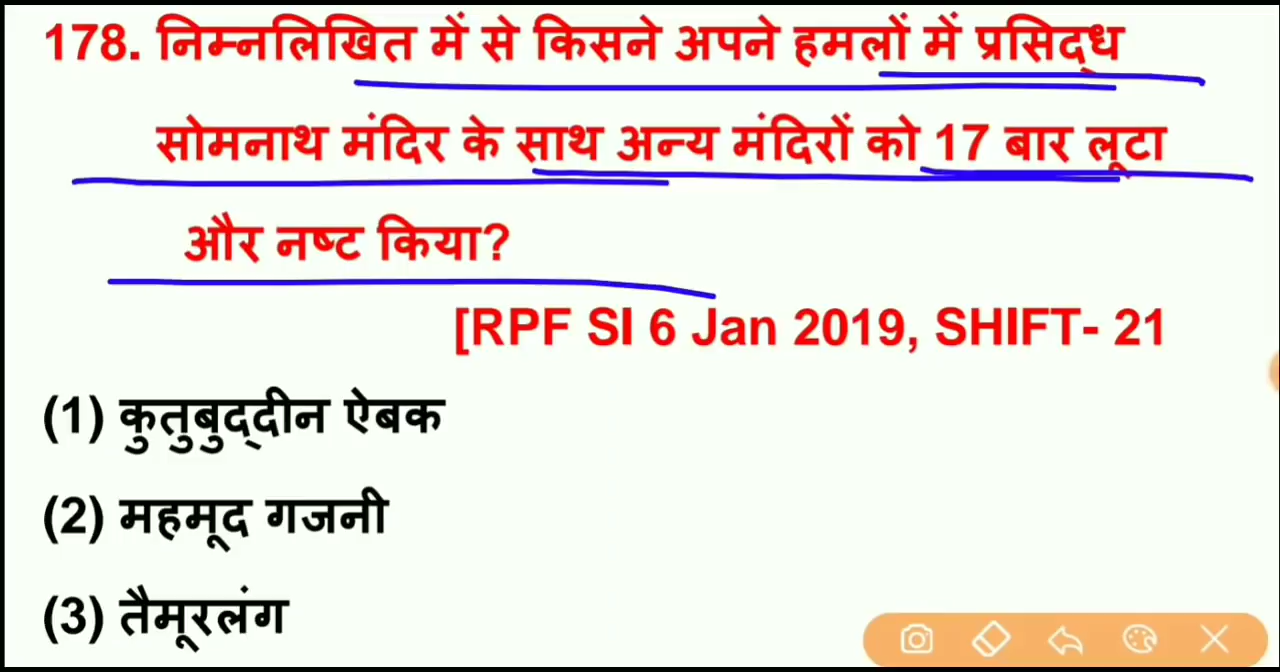 178. निम्नलिखित में से किसने अपने हमलों में प्रसिद्ध
सोमनाथ मंदिर के साथ अन्य मंदिरों को 17 बार लूटा
और नष्ट किया?
[RPF SI 6 Jan 2019, SHIFT- 21
(1) कुतुबुद्दीन ऐबक
(2) महमूद गजनी
(3) तैमूरलंग